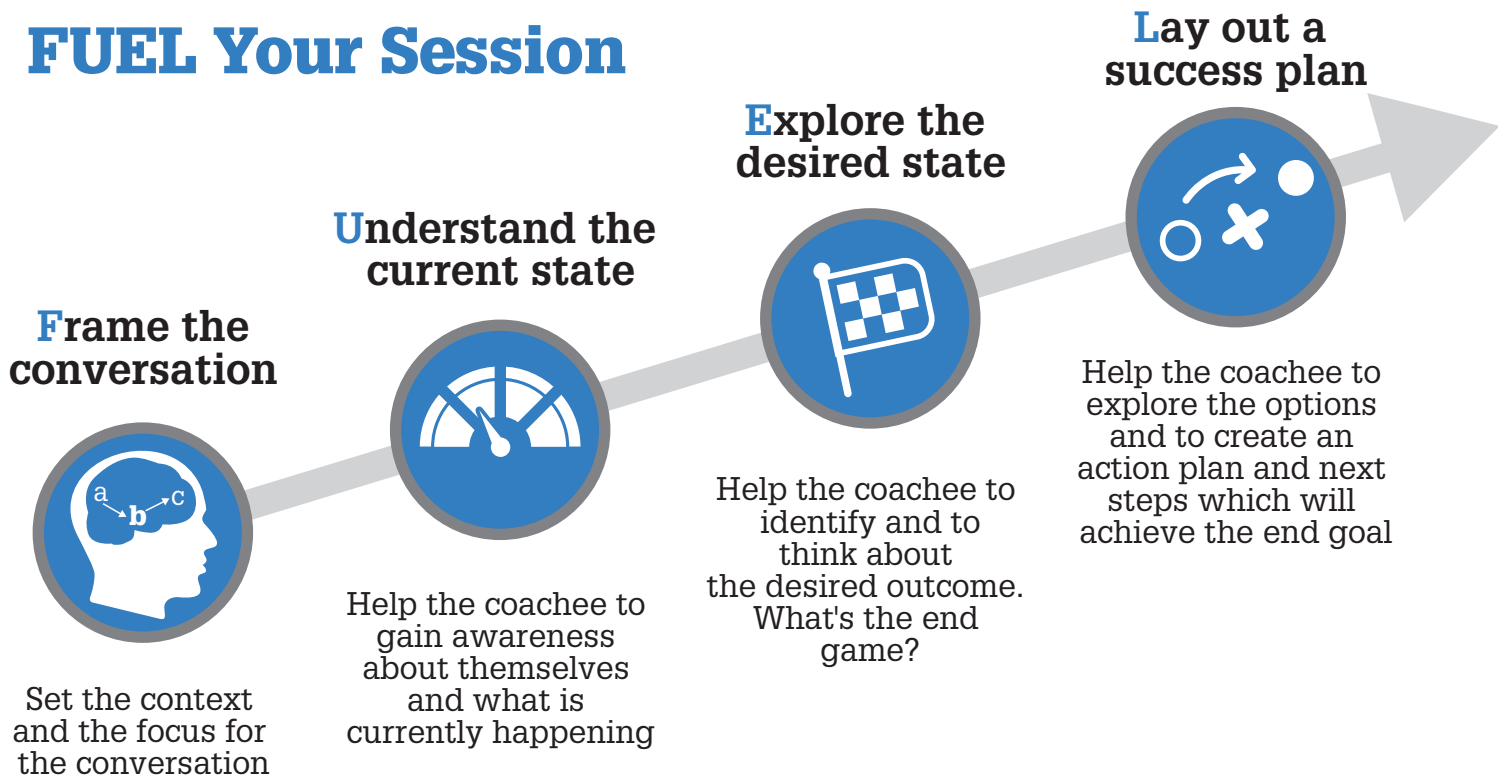 FUEL Your Session
Frame the
conversation
a
b
c
Set the context
and the focus for
the conversation
Understand the
current state
Help the coachee to
gain awareness
about themselves
and what is
currently happening
Explore the
desired state
Help the coachee to
identify and to
think about
the desired outcome.
What's the end
game?
Lay out a
success plan
Help the coachee to
explore the options
and to create an
action plan and next
steps which will
achieve the end goal